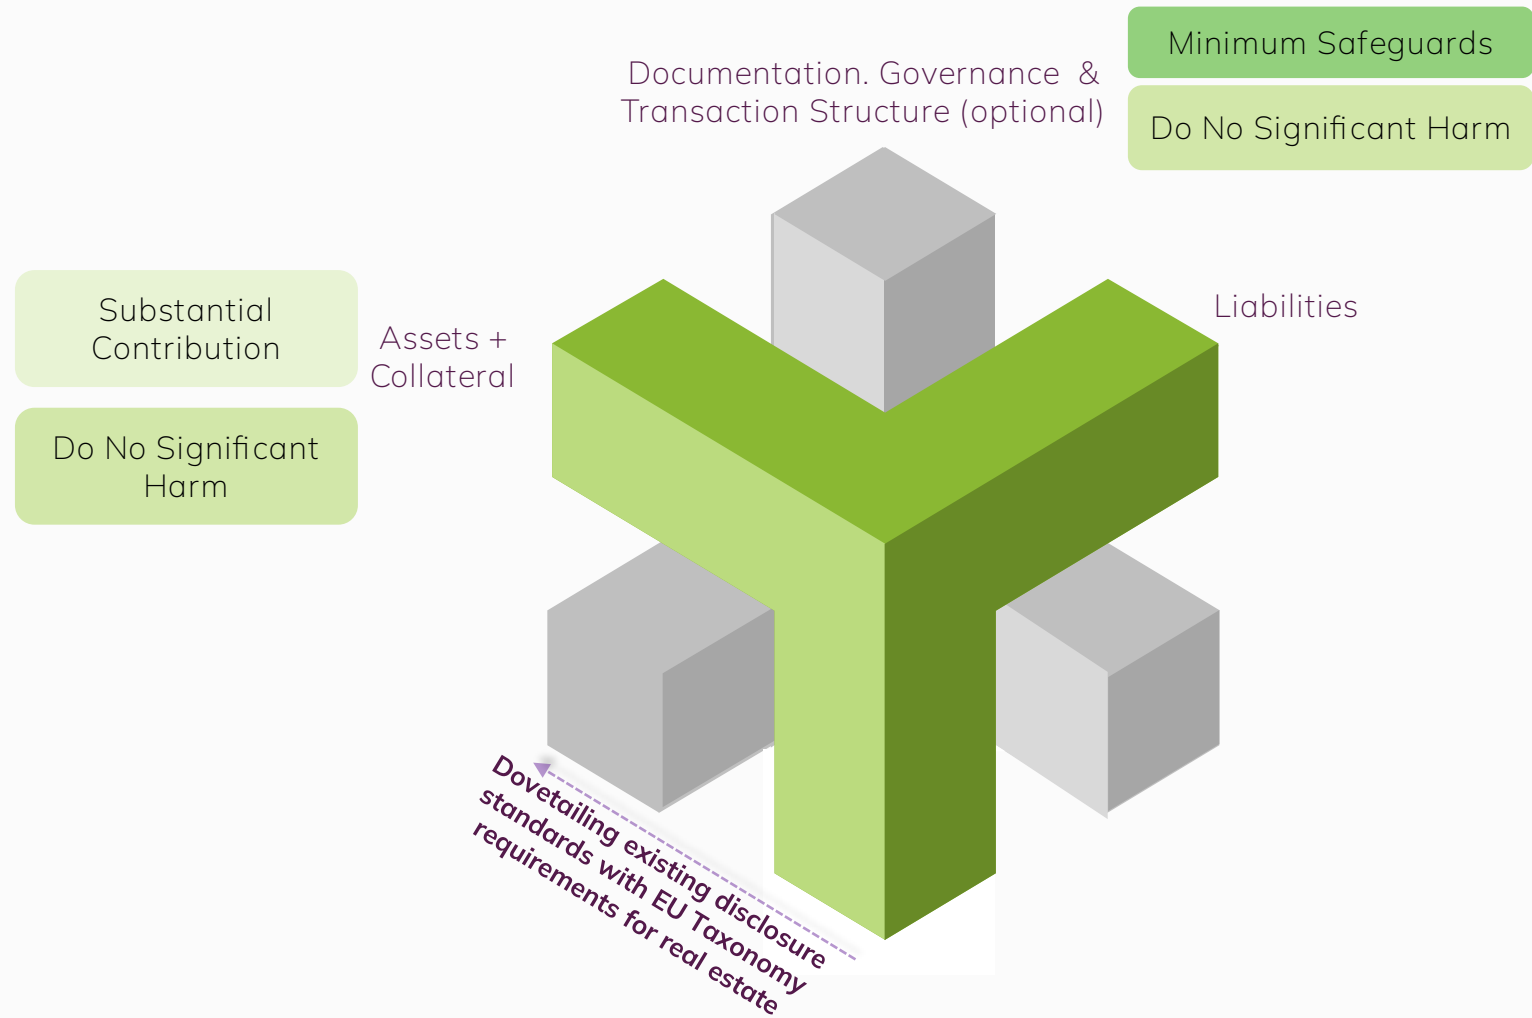 Minimum Safeguards
Documentation. Governance & 
Transaction Structure (optional)
Do No Significant Harm
Substantial
Contribution
Assets +
Collateral
Liabilities
Do No Significant
Harm
Dovetailing existing disclosure
standards with EU Taxonomy
requirements for real estate